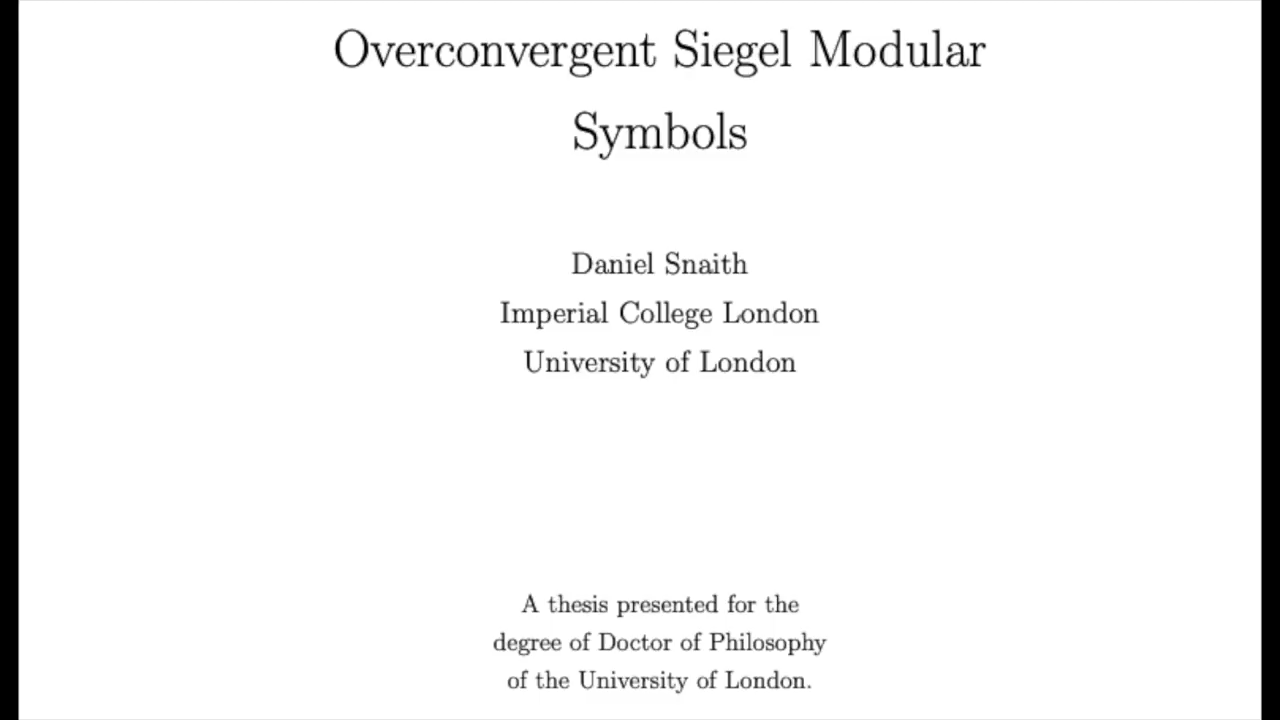 Overconvergent Siegel Modular
Symbols
Daniel Snaith
Imperial College London
University of London
A thesis presented for the
degree of Doctor of Philosophy
of the University of London.